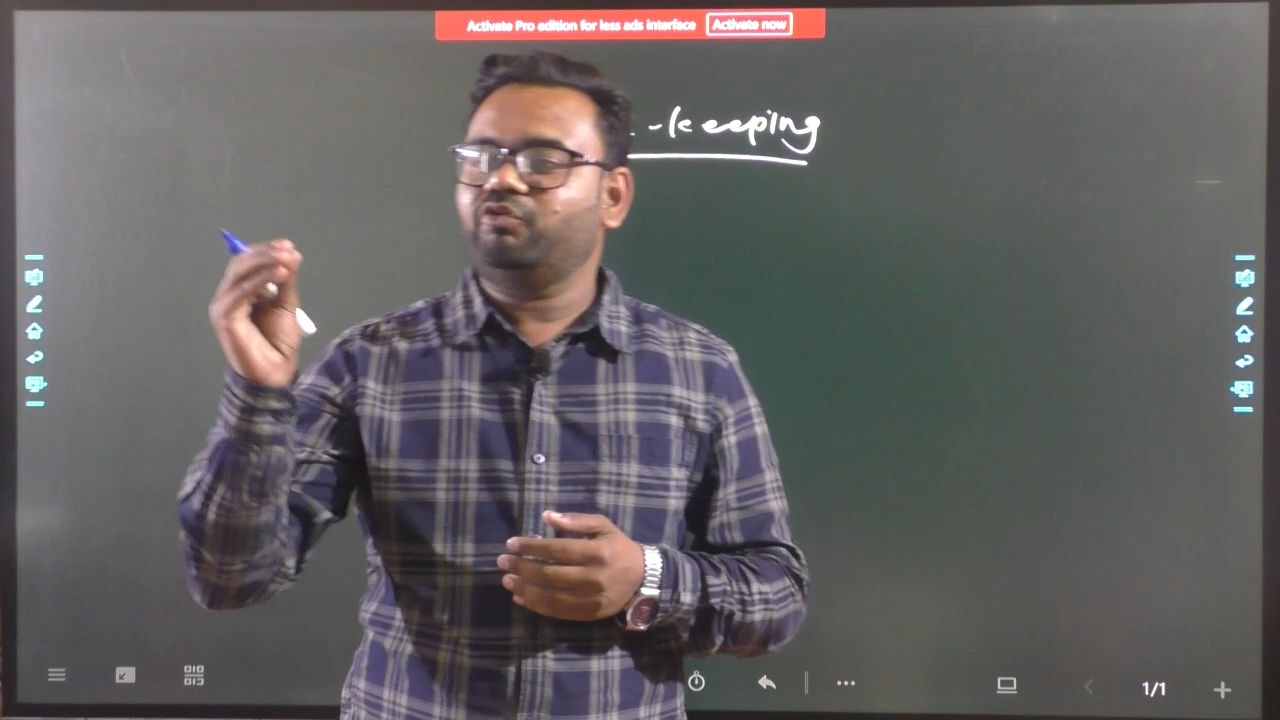 Activate Pro edition for less ads interface Activate now
-keeping
1/1